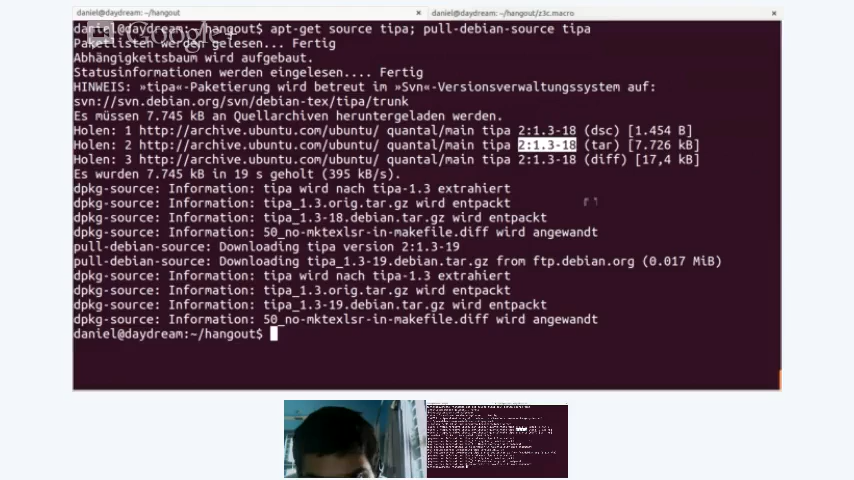 daniel@daydream: ~/hangout × daniel@daydream: ~/hangout/z3c.macro ×
daniel@daydream:~/hangout$ apt-get source tipa; pull-debian-source tipa
Google+
Paketlisten werden gelesen... Fertig
Abhängigkeitsbaum wird aufgebaut.
Statusinformationen werden eingelesen.... Fertig
HINWEIS: »tipa«-Paketierung wird betreut im »Svn«-Versionsverwaltungssystem auf:
svn://svn.debian.org/svn/debian-tex/tipa/trunk
Es müssen 7.745 kB an Quellarchiven heruntergeladen werden.
Holen: 1 http://archive.ubuntu.com/ubuntu/ quantal/main tipa 2:1.3-18 (dsc) [1.454 B]
Holen: 2 http://archive.ubuntu.com/ubuntu/ quantal/main tipa 2:1.3-18 (tar) [7.726 kB]
Holen: 3 http://archive.ubuntu.com/ubuntu/ quantal/main tipa 2:1.3-18 (diff) [17,4 kB]
Es wurden 7.745 kB in 19 s geholt (395 kB/s).
dpkg-source: Information: tipa wird nach tipa-1.3 extrahiert
dpkg-source: Information: tipa_1.3.orig.tar.gz wird entpackt
dpkg-source: Information: tipa_1.3-18.debian.tar.gz wird entpackt
dpkg-source: Information: 50_no-mktexlsr-in-makefile.diff wird angewandt
pull-debian-source: Downloading tipa version 2:1.3-19
pull-debian-source: Downloading tipa_1.3-19.debian.tar.gz from ftp.debian.org (0.017 MiB)
dpkg-source: Information: tipa wird nach tipa-1.3 extrahiert
dpkg-source: Information: tipa_1.3.orig.tar.gz wird entpackt
dpkg-source: Information: tipa_1.3-19.debian.tar.gz wird entpackt
dpkg-source: Information: 50_no-mktexlsr-in-makefile.diff wird angewandt
daniel@daydream:~/hangout$